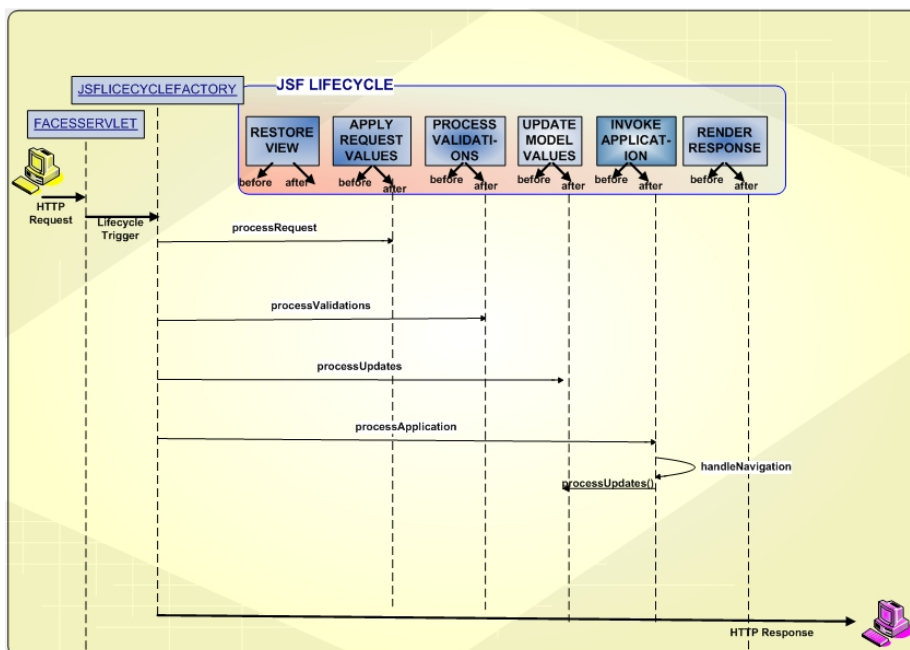 JSF LIFECYCLE
JSFLICECYCLEFACTORY
FACESSERVLET
RESTORE
VIEW
APPLY
REQUEST
VALUES
PROCESS
VALIDATI-
ONS
UPDATE
MODEL
VALUES
INVOKE
APPLICAT-
ION
RENDER
RESPONSE
before
after
before
after
before
after
before
after
before
after
before
after
HTTP
Request
Lifecycle
Trigger
processRequest
processValidations
processUpdates
processApplication
handleNavigation
processUpdates()
HTTP Response